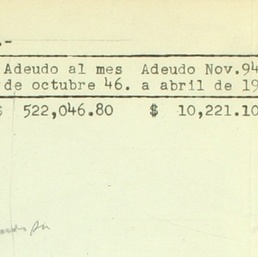 .-
Adeudo al mes Adeudo Nov.94
de octubre 46. a abril de 19
$ 522,046.80 $ 10,221.10